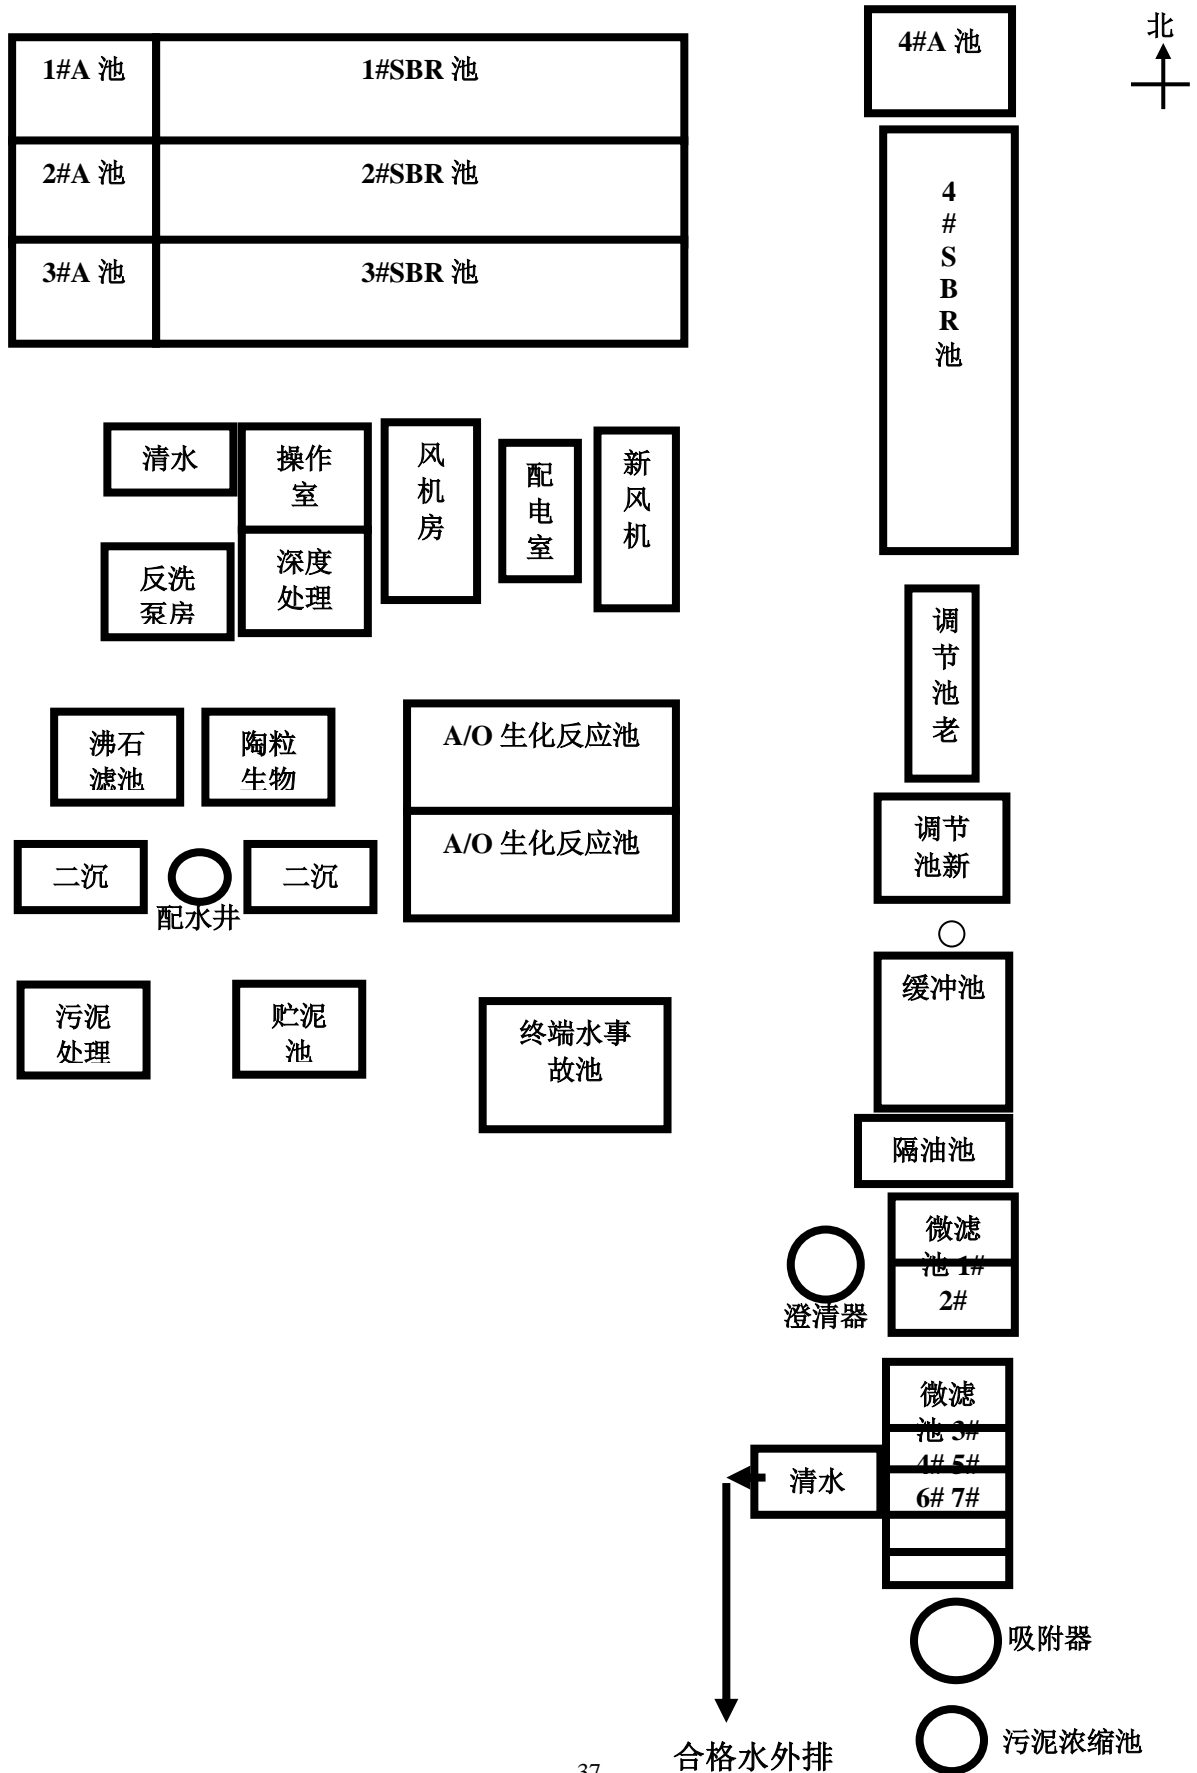 北
4#A 池
1#A 池
1#SBR 池
2#A 池
2#SBR 池
3#A 池
3#SBR 池
4
#
S
B
R
池
清水
操作
室
风
机
房
配
电
室
新
风
机
反洗
泵房
深度
处理
调
节
池
老
沸石
滤池
陶粒
生物
A/O 生化反应池
A/O 生化反应池
调节
池新
二沉
配水井
二沉
缓冲池
污泥
处理
贮泥
池
终端水事
故池
隔油池
微滤
池 1#
2#
澄清器
微滤
池 3#
4# 5#
6# 7#
清水
吸附器
污泥浓缩池
合格水外排
37